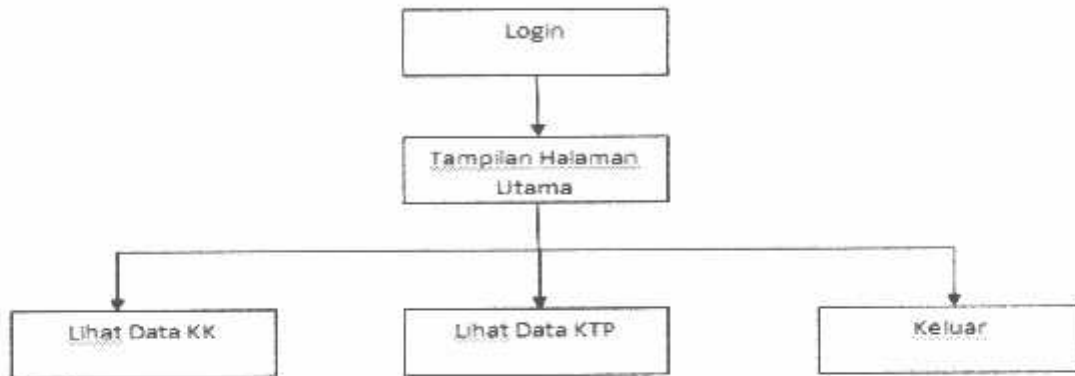 Login
Tampilan Halaman
Utama
Lihat Data KK
Lihat Data KTP
Keluar